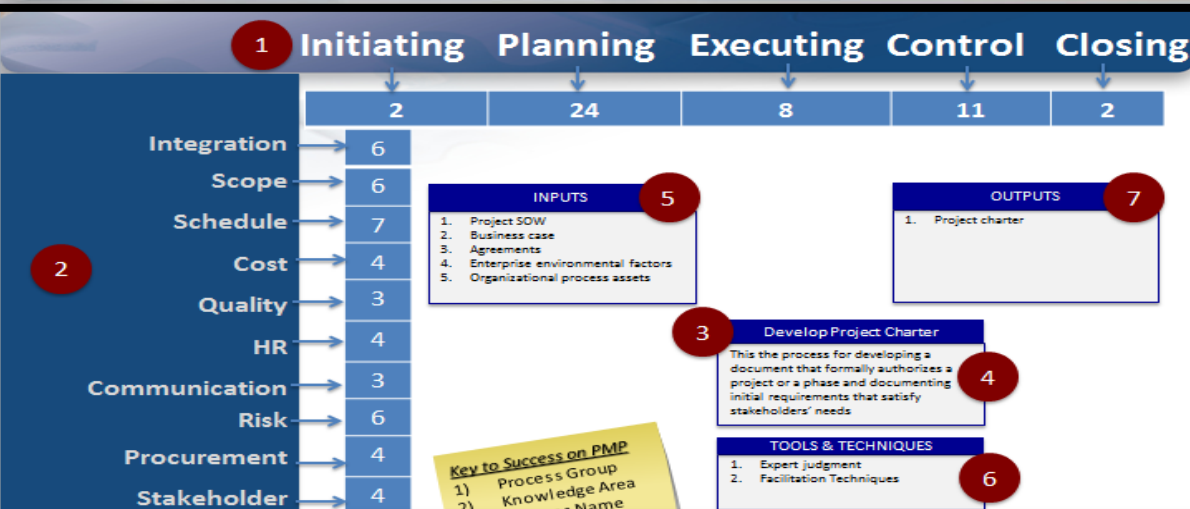 1 Initiating Planning Executing Control Closing
2 24 8 11 2
Integration 6
Scope 6
Schedule 7
Cost 4
Quality 3
HR 4
Communication 3
Risk 6
Procurement 4
Stakeholder 4
2
INPUTS 5
1. Project SOW
2. Business case
3. Agreements
4. Enterprise environmental factors
5. Organizational process assets
OUTPUTS 7
1. Project charter
3 Develop Project Charter
This the process for developing a
document that formally authorizes a
project or a phase and documenting
initial requirements that satisfy
stakeholders' needs
4
TOOLS & TECHNIQUES
1. Expert judgment
2. Facilitation Techniques
6
Key to Success on PMP
1) Process Group
2) Knowledge Area
Name